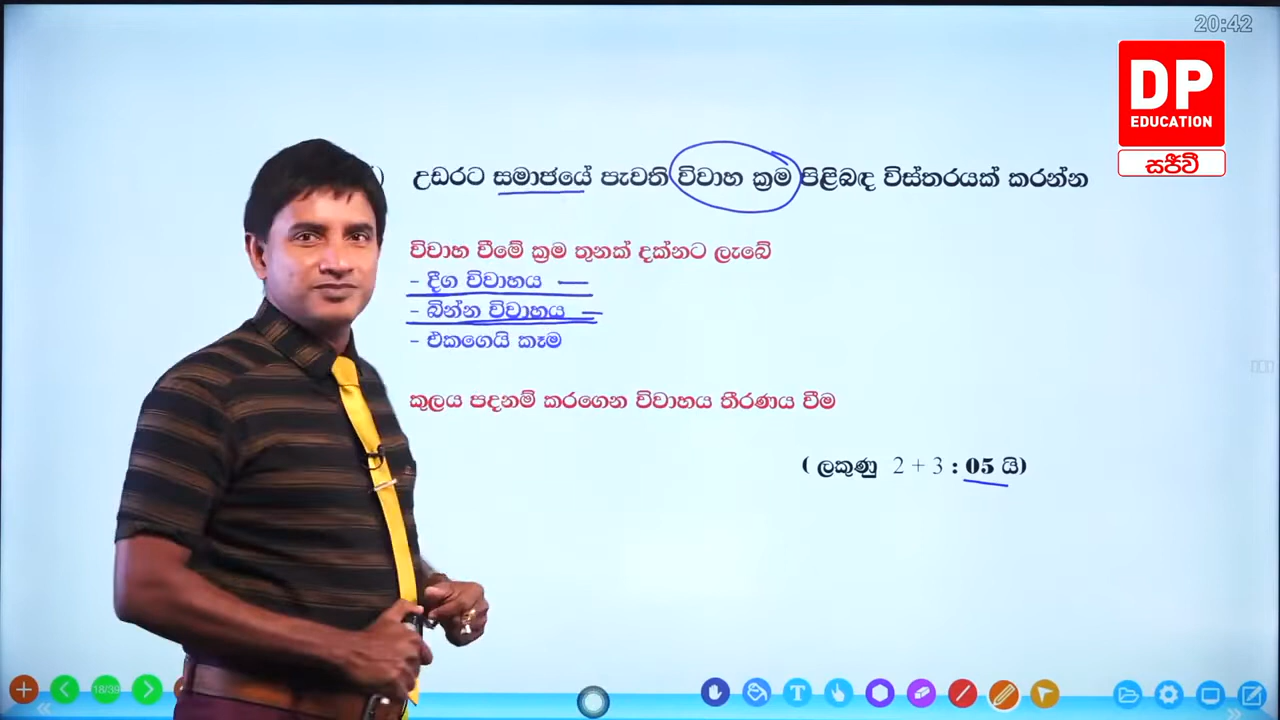 20:42
DP
EDUCATION
සජීවී
උඩරට සමාජයේ පැවති විවාහ ක්‍රම පිළිබඳ විස්තරයක් කරන්න
විවාහ වීමේ ක්‍රම තුනක් දක්නට ලැබේ
- දීග විවාහය
- බින්න විවාහය
- එකගෙයි කෑම
කුලය පදනම් කරගෙන විවාහය තීරණය වීම
( ලකුණු 2 + 3 : 05 යි)
18/39